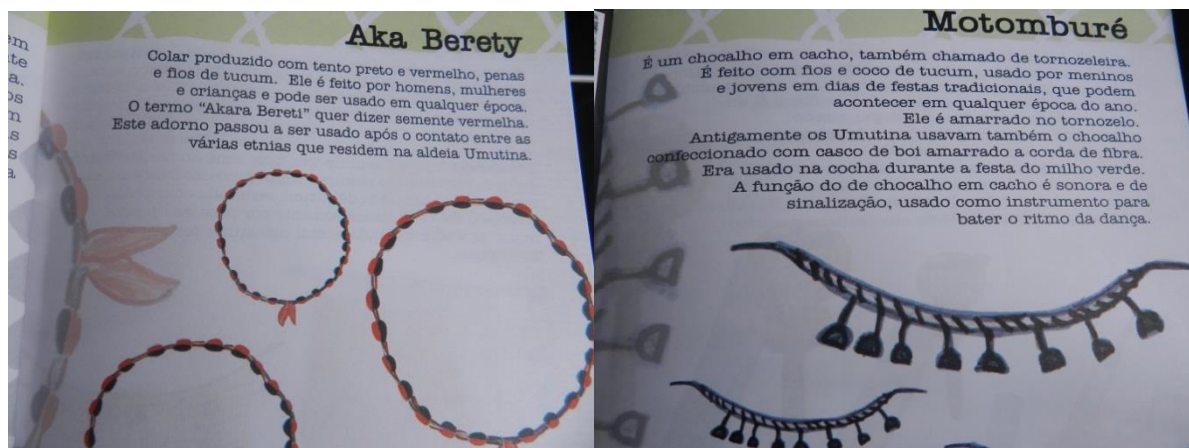 Aka Berety
Colar produzido com tento preto e vermelho, penas
e fios de tucum. Ele é feito por homens, mulheres
e crianças e pode ser usado em qualquer época.
O termo “Akara Bereti” quer dizer semente vermelha.
Este adorno passou a ser usado após o contato entre as
várias etnias que residem na aldeia Umutina.
Motomburé
É um chocalho em cacho, também chamado de tornozeleira.
É feito com fios e coco de tucum, usado por meninos
e jovens em dias de festas tradicionais, que podem
acontecer em qualquer época do ano.
Ele é amarrado no tornozelo.
Antigamente os Umutina usavam também o chocalho
confeccionado com casco de boi amarrado a corda de fibra.
Era usado na cocha durante a festa do milho verde.
A função do de chocalho em cacho é sonora e de
sinalização, usado como instrumento para
bater o ritmo da dança.